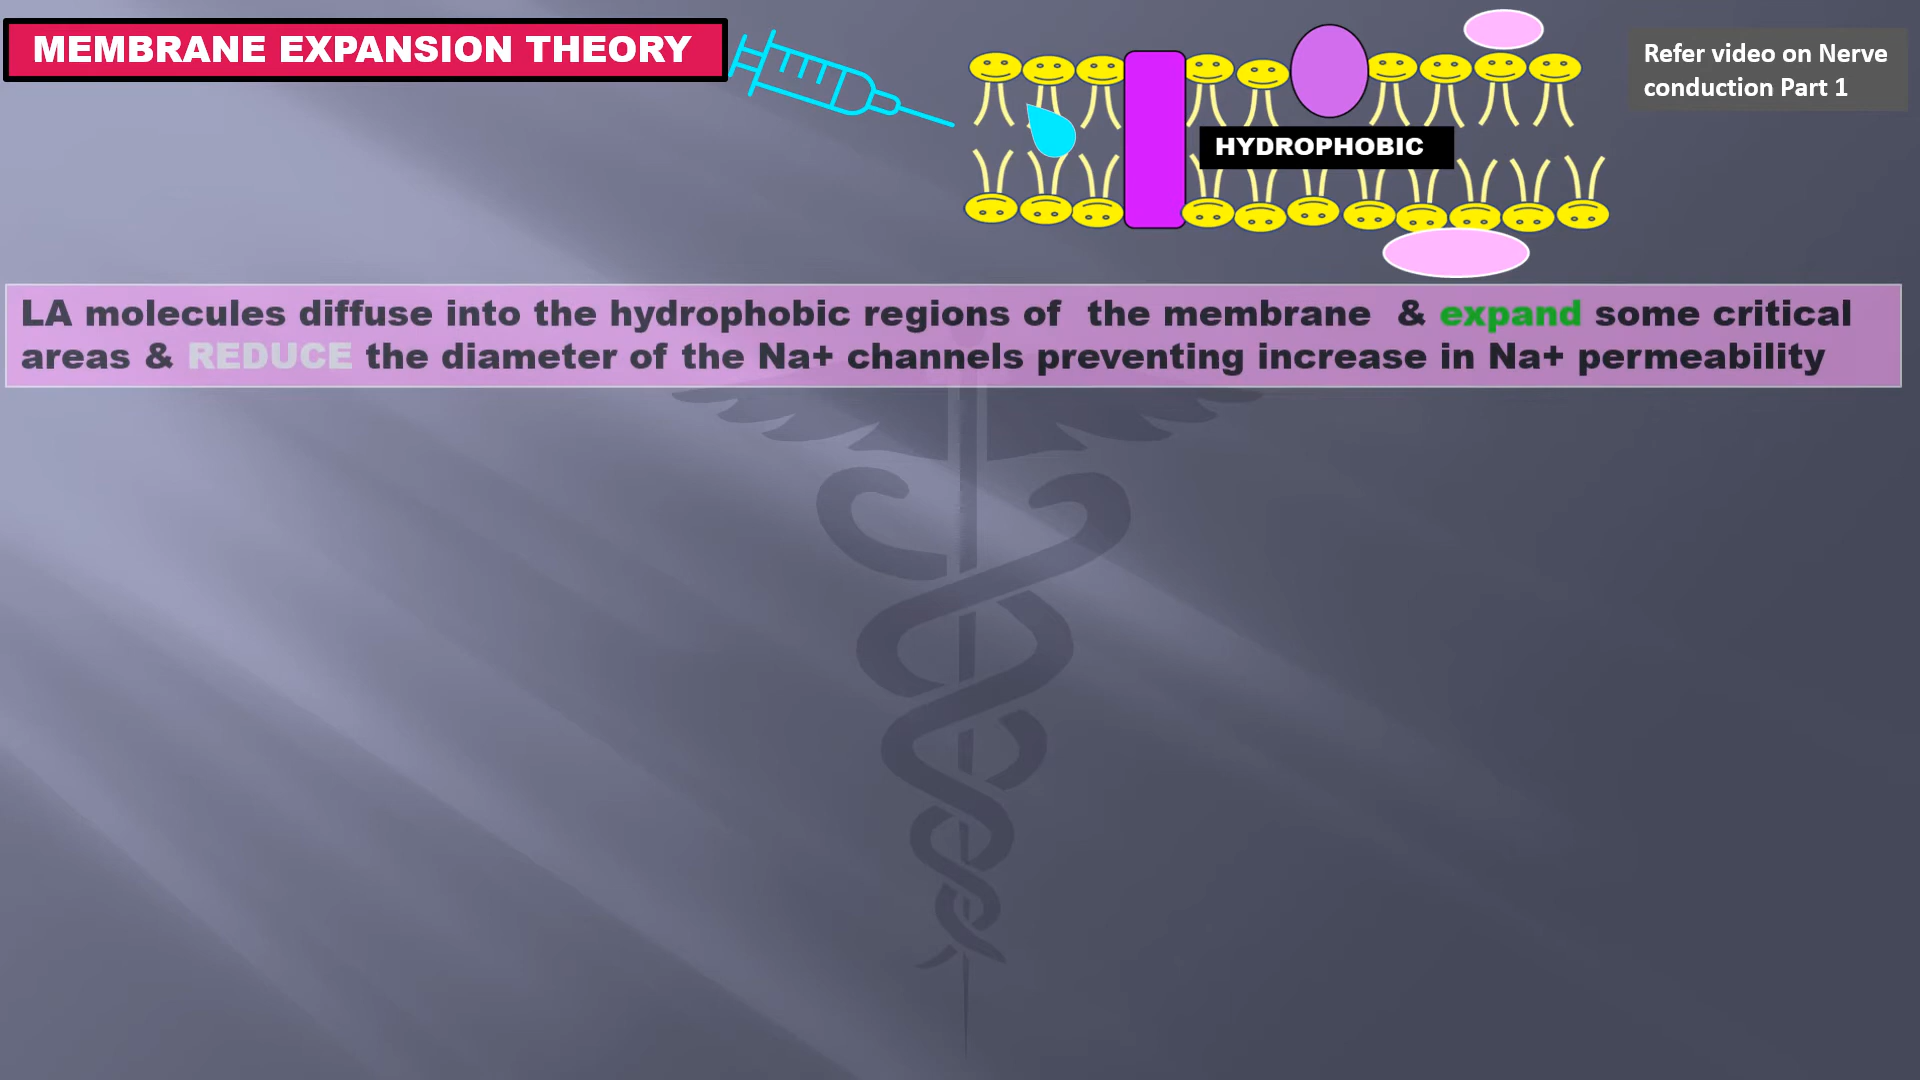 MEMBRANE EXPANSION THEORY
Refer video on Nerve
conduction Part 1
HYDROPHOBIC
LA molecules diffuse into the hydrophobic regions of the membrane & expand some critical
areas & REDUCE the diameter of the Na+ channels preventing increase in Na+ permeability